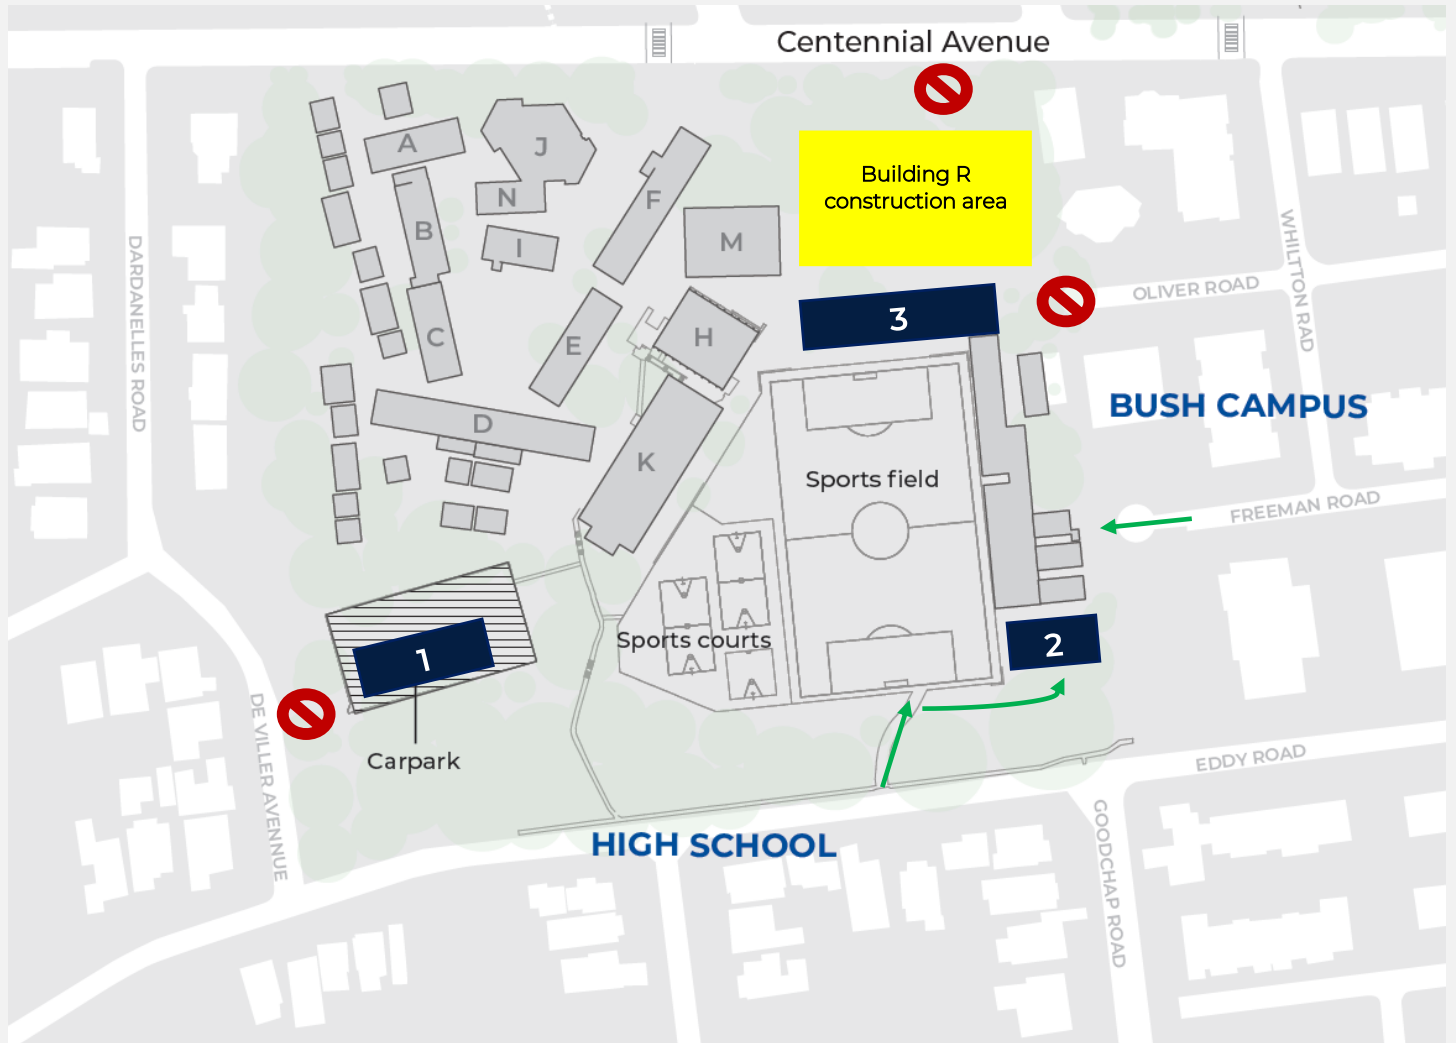 Centennial Avenue
A
J
N
B
F
I
M
Building R
construction area
DARDANELLES ROAD
WHILTTON RAD
OLIVER ROAD
3
C
E
H
BUSH CAMPUS
D
K
Sports field
FREEMAN ROAD
Sports courts
2
1
Carpark
DE VILLER AVENNUE
EDDY ROAD
GOODCHAP ROAD
HIGH SCHOOL